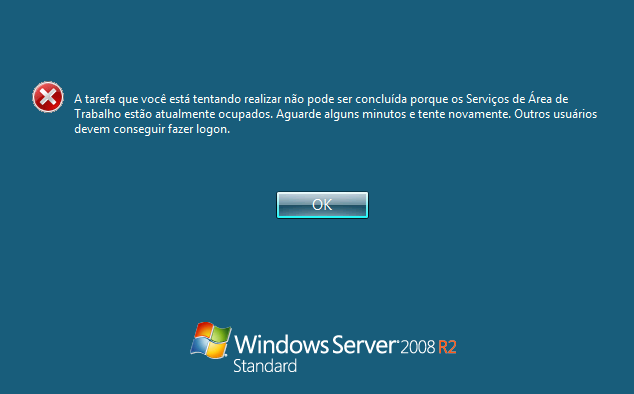 A tarefa que você está tentando realizar não pode ser concluída porque os Serviços de Área de
Trabalho estão atualmente ocupados. Aguarde alguns minutos e tente novamente. Outros usuários
devem conseguir fazer logon.
OK
Windows Server 2008 R2
Standard